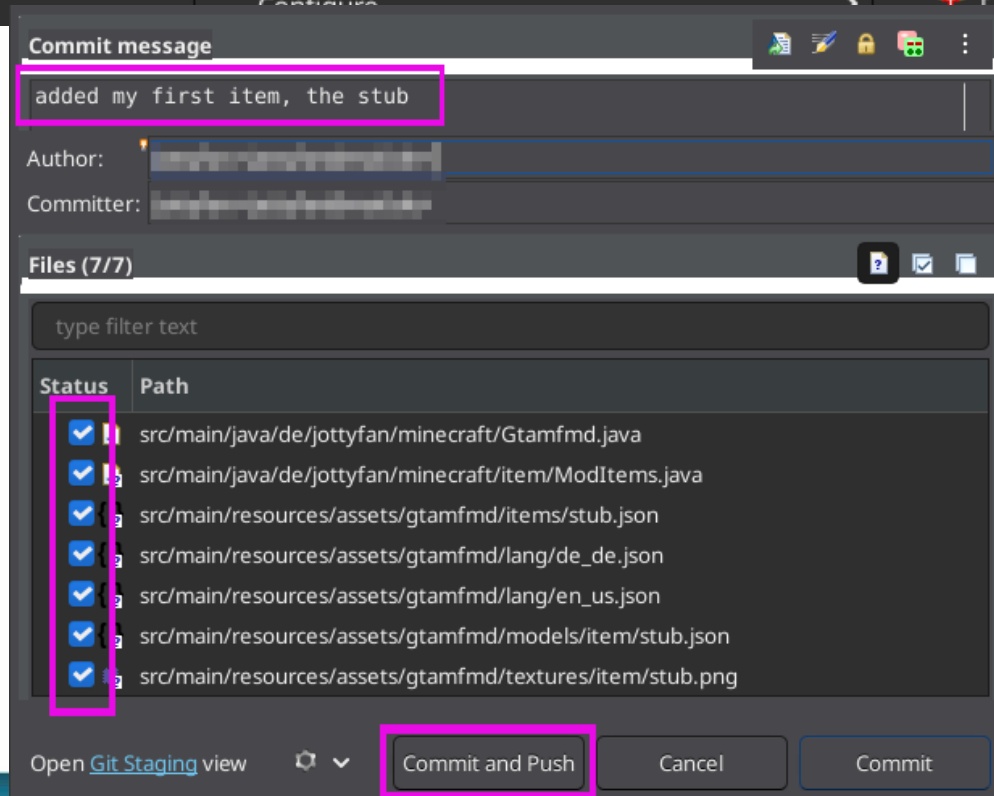 Configure
Commit message
added my first item, the stub
Author:
Committer:
Files (7/7)
type filter text
Status Path
src/main/java/de/jottyfan/minecraft/Gtamfmd.java
src/main/java/de/jottyfan/minecraft/item/ModItems.java
src/main/resources/assets/gtamfmd/items/stub.json
src/main/resources/assets/gtamfmd/lang/de_de.json
src/main/resources/assets/gtamfmd/lang/en_us.json
src/main/resources/assets/gtamfmd/models/item/stub.json
src/main/resources/assets/gtamfmd/textures/item/stub.png
Open Git Staging view
Commit and Push Cancel Commit